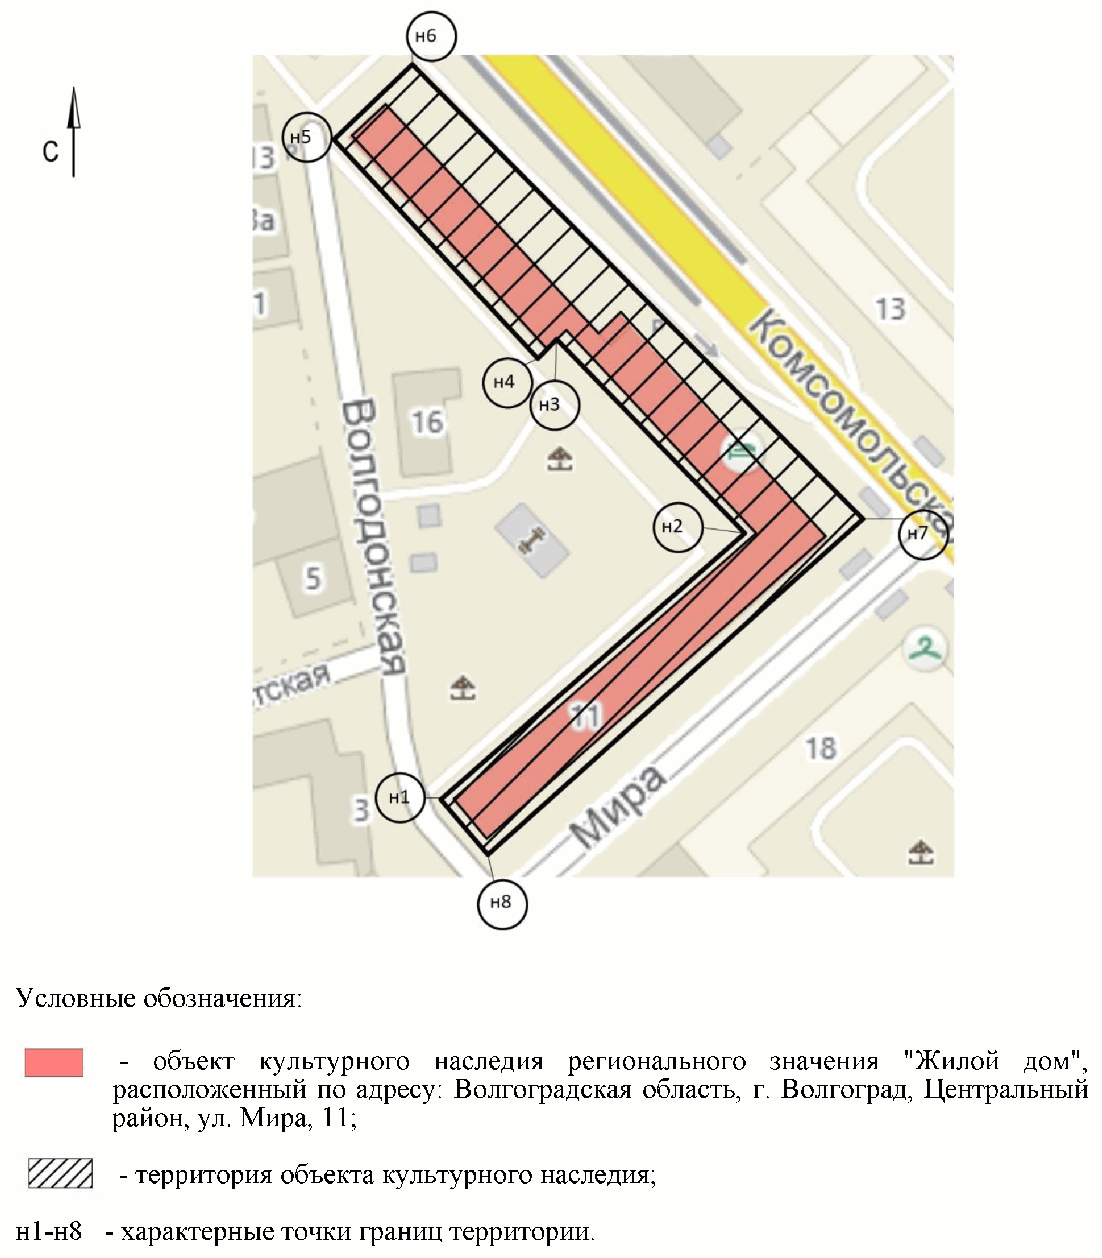 н6
С
н5
13
3а
1
13
Комсомольская
н4
н3
16
Волгодонская
н2
н7
5
тская
11
18
н1
3
Мира
н8
Условные обозначения:
- объект культурного наследия регионального значения "Жилой дом",
расположенный по адресу: Волгоградская область, г. Волгоград, Центральный
район, ул. Мира, 11;
- территория объекта культурного наследия;
н1-н8 - характерные точки границ территории.